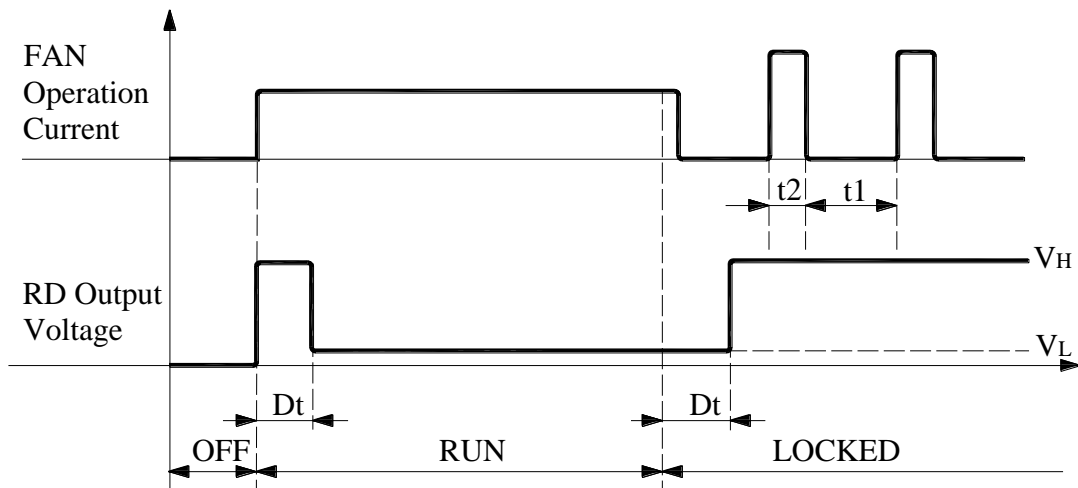 FAN
Operation
Current
t2
t1
VH
RD Output
Voltage
VL
Dt
Dt
OFF
RUN
LOCKED